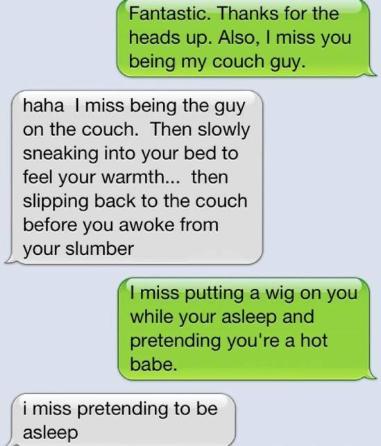 Fantastic. Thanks for the
heads up. Also, I miss you
being my couch guy.
haha  I miss being the guy
on the couch.  Then slowly
sneaking into your bed to
feel your warmth...  then
slipping back to the couch
before you awoke from
your slumber
I miss putting a wig on you
while your asleep and
pretending you're a hot
babe.
i miss pretending to be
asleep